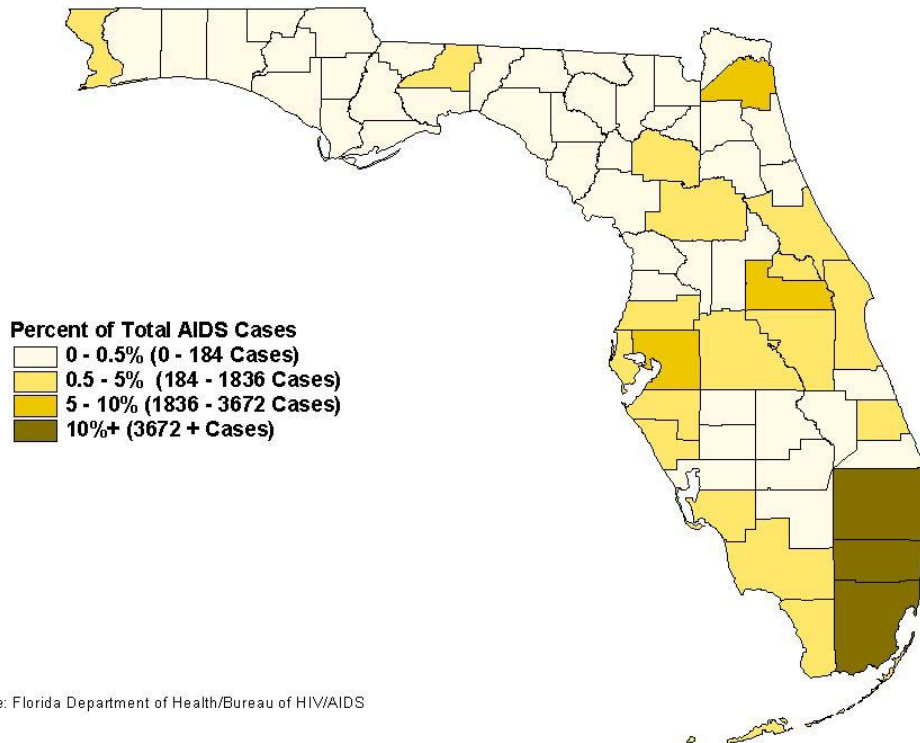 Percent of Total AIDS Cases
0 - 0.5% (0 - 184 Cases)
0.5 - 5% (184 - 1836 Cases)
5 - 10% (1836 - 3672 Cases)
10%+ (3672 + Cases)
e: Florida Department of Health/Bureau of HIV/AIDS